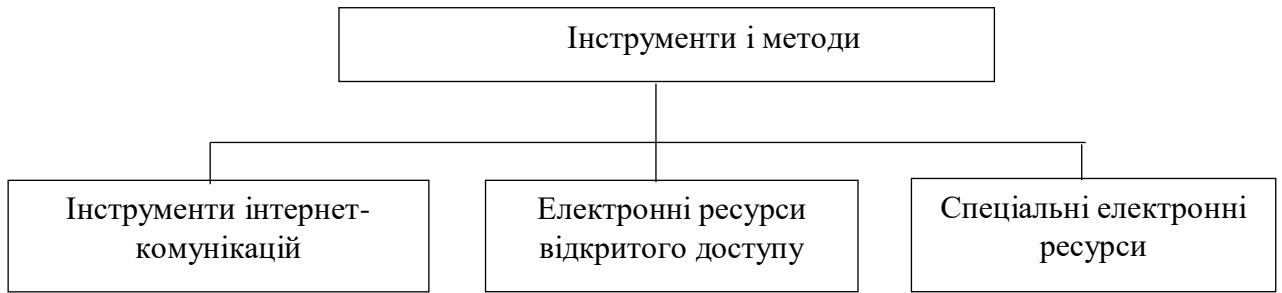 Інструменти і методи
Інструменти інтернет-
комунікацій
Електронні ресурси
відкритого доступу
Спеціальні електронні
ресурси